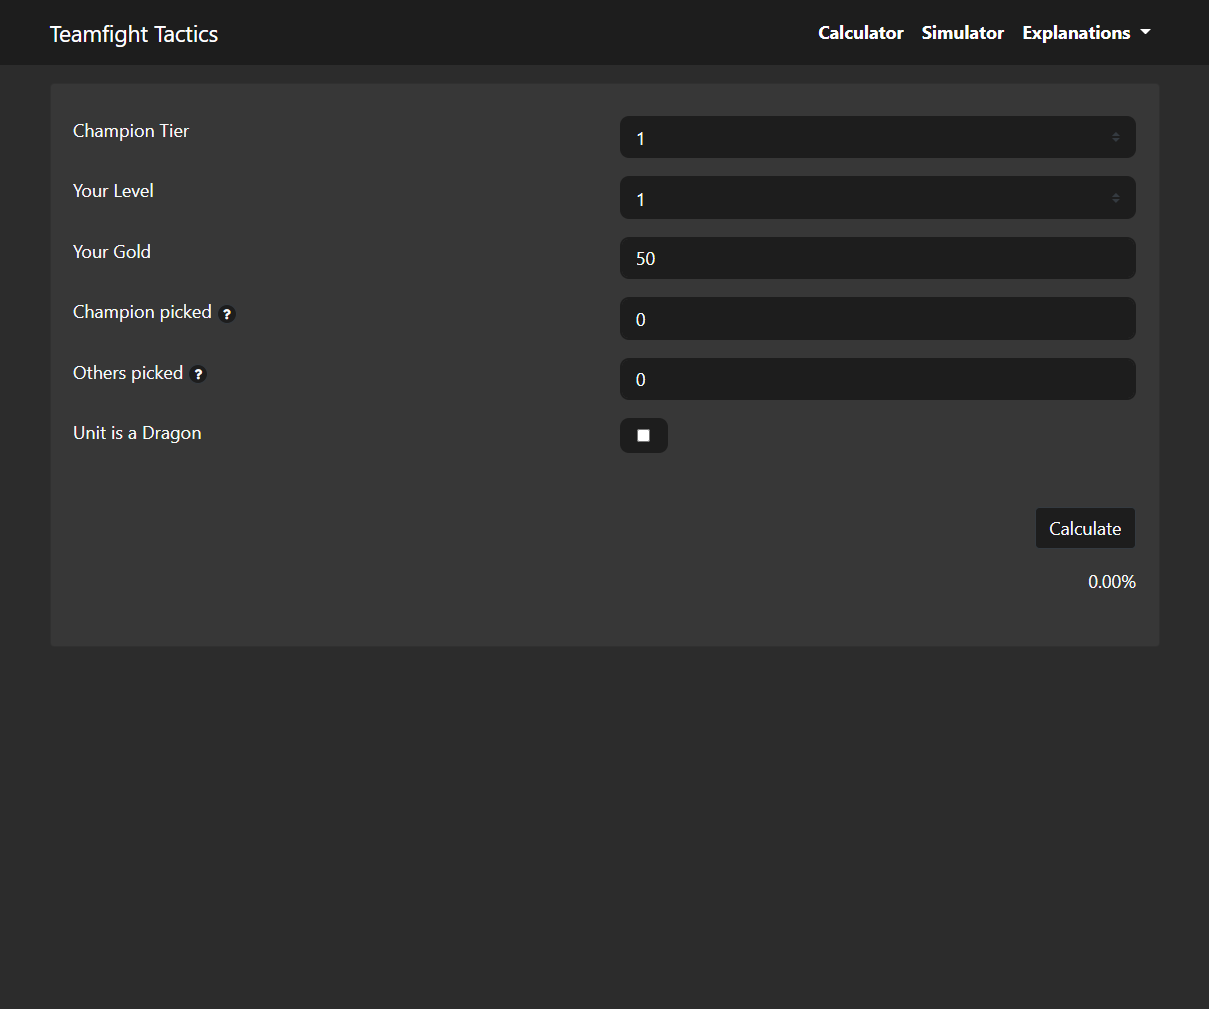 Teamfight Tactics Calculator Simulator Explanations
Champion Tier 1
Your Level 1
Your Gold 50
Champion picked ? 0
Others picked ? 0
Unit is a Dragon
Calculate
0.00%